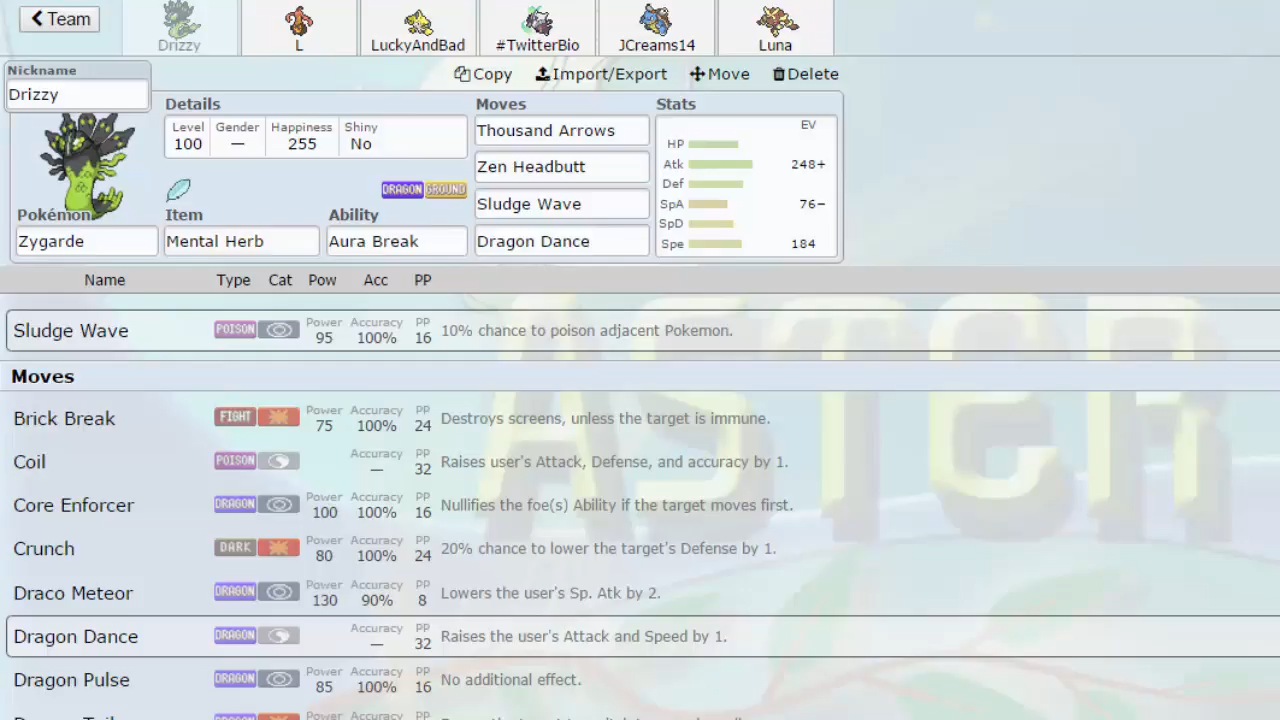 Team
Drizzy
L
LuckyAndBad
#TwitterBio
JCreams14
Luna
Nickname
Drizzy
Copy
Import/Export
Move
Delete
Details
Level
100
Gender
—
Happiness
255
Shiny
No
DRAGON GROUND
Pokémon
Zygarde
Item
Mental Herb
Ability
Aura Break
Moves
Thousand Arrows
Zen Headbutt
Sludge Wave
Dragon Dance
Stats
EV
HP
Atk 248+
Def
SpA 76−
SpD
Spe 184
Name Type Cat Pow Acc PP
Sludge Wave POISON Power 95 Accuracy 100% PP 16 10% chance to poison adjacent Pokemon.
Moves
Brick Break FIGHT Power 75 Accuracy 100% PP 24 Destroys screens, unless the target is immune.
Coil POISON Accuracy — PP 32 Raises user's Attack, Defense, and accuracy by 1.
Core Enforcer DRAGON Power 100 Accuracy 100% PP 16 Nullifies the foe(s) Ability if the target moves first.
Crunch DARK Power 80 Accuracy 100% PP 24 20% chance to lower the target's Defense by 1.
Draco Meteor DRAGON Power 130 Accuracy 90% PP 8 Lowers the user's Sp. Atk by 2.
Dragon Dance DRAGON Accuracy — PP 32 Raises the user's Attack and Speed by 1.
Dragon Pulse DRAGON Power 85 Accuracy 100% PP 16 No additional effect.
DRAGON Power Accuracy PP
ASTER